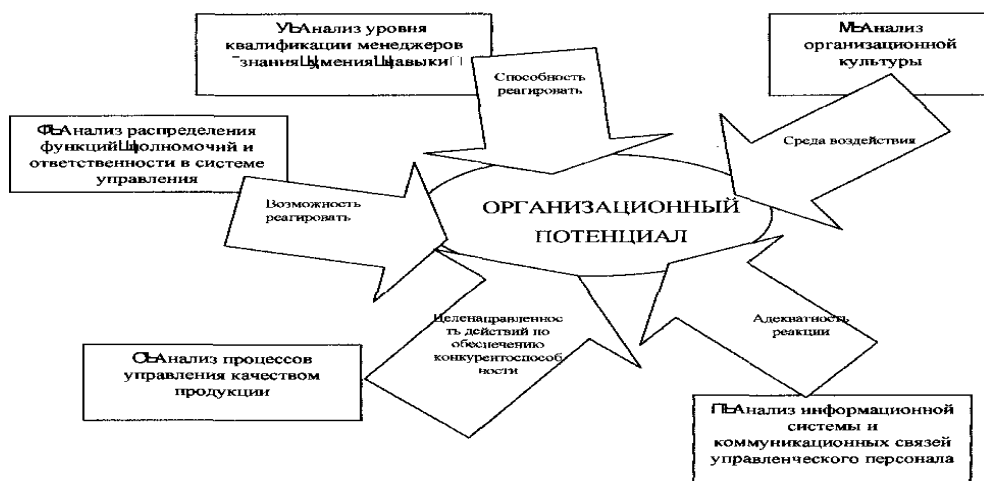 Анализ уровня
квалификации менеджеров
знания умения навыки
Способность
реагировать
Анализ
организационной
культуры
Среда воздействия
Анализ распределения
функций полномочий и
ответственности в системе
управления
Возможность
реагировать
ОРГАНИЗАЦИОННЫЙ
ПОТЕНЦИАЛ
Целенаправленнос
ть действий по
обеспечению
конкурентоспособ
ности
Адекватность
реакции
Анализ процессов
управления качеством
продукции
Анализ информационной
системы и
коммуникационных связей
управленческого персонала